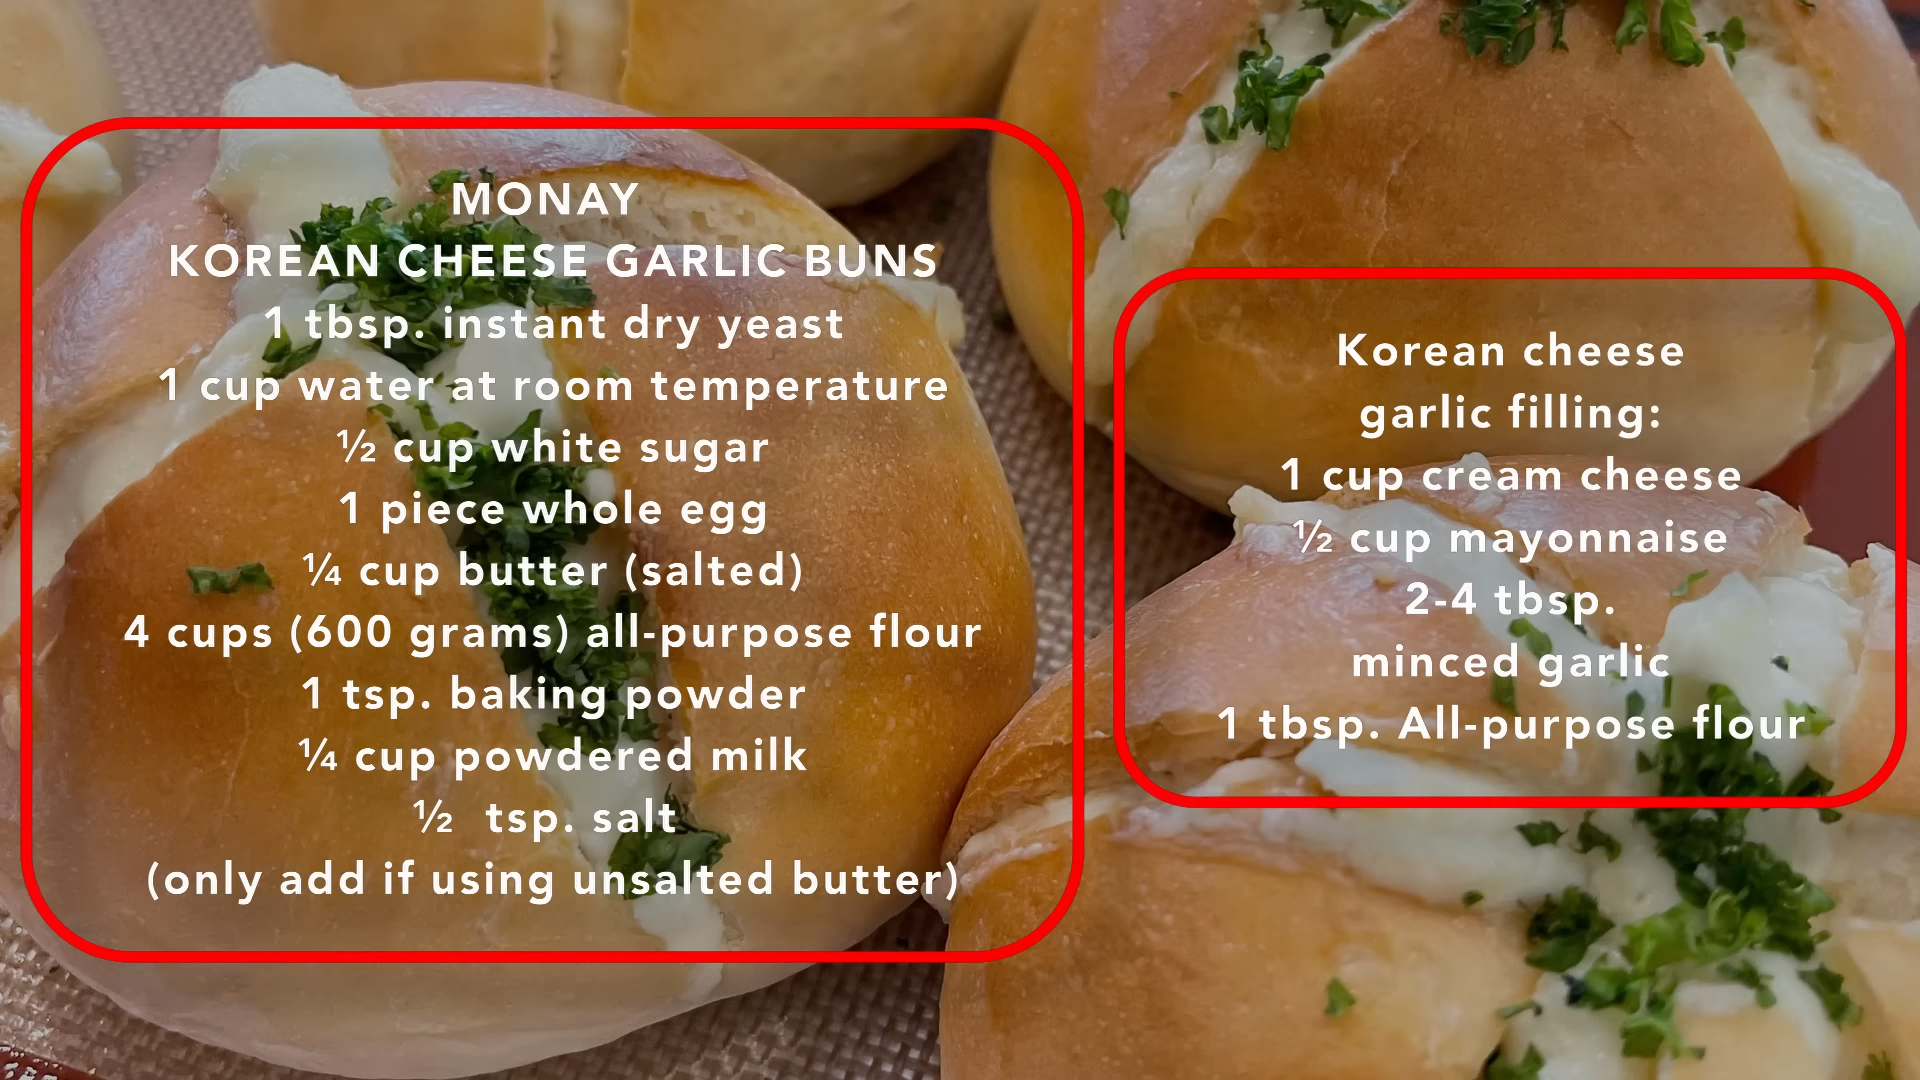 MONAY
KOREAN CHEESE GARLIC BUNS
1 tbsp. instant dry yeast
1 cup water at room temperature
½ cup white sugar
1 piece whole egg
¼ cup butter (salted)
4 cups (600 grams) all-purpose flour
1 tsp. baking powder
¼ cup powdered milk
½  tsp. salt
(only add if using unsalted butter)
Korean cheese
garlic filling:
1 cup cream cheese
½ cup mayonnaise
2-4 tbsp.
minced garlic
1 tbsp. All-purpose flour